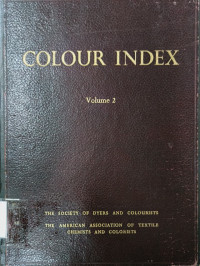 COLOUR INDEX
Volume 2
THE SOCIETY OF DYERS AND COLOURISTS
THE AMERICAN ASSOCIATION OF TEXTILE
CHEMISTS AND COLORISTS